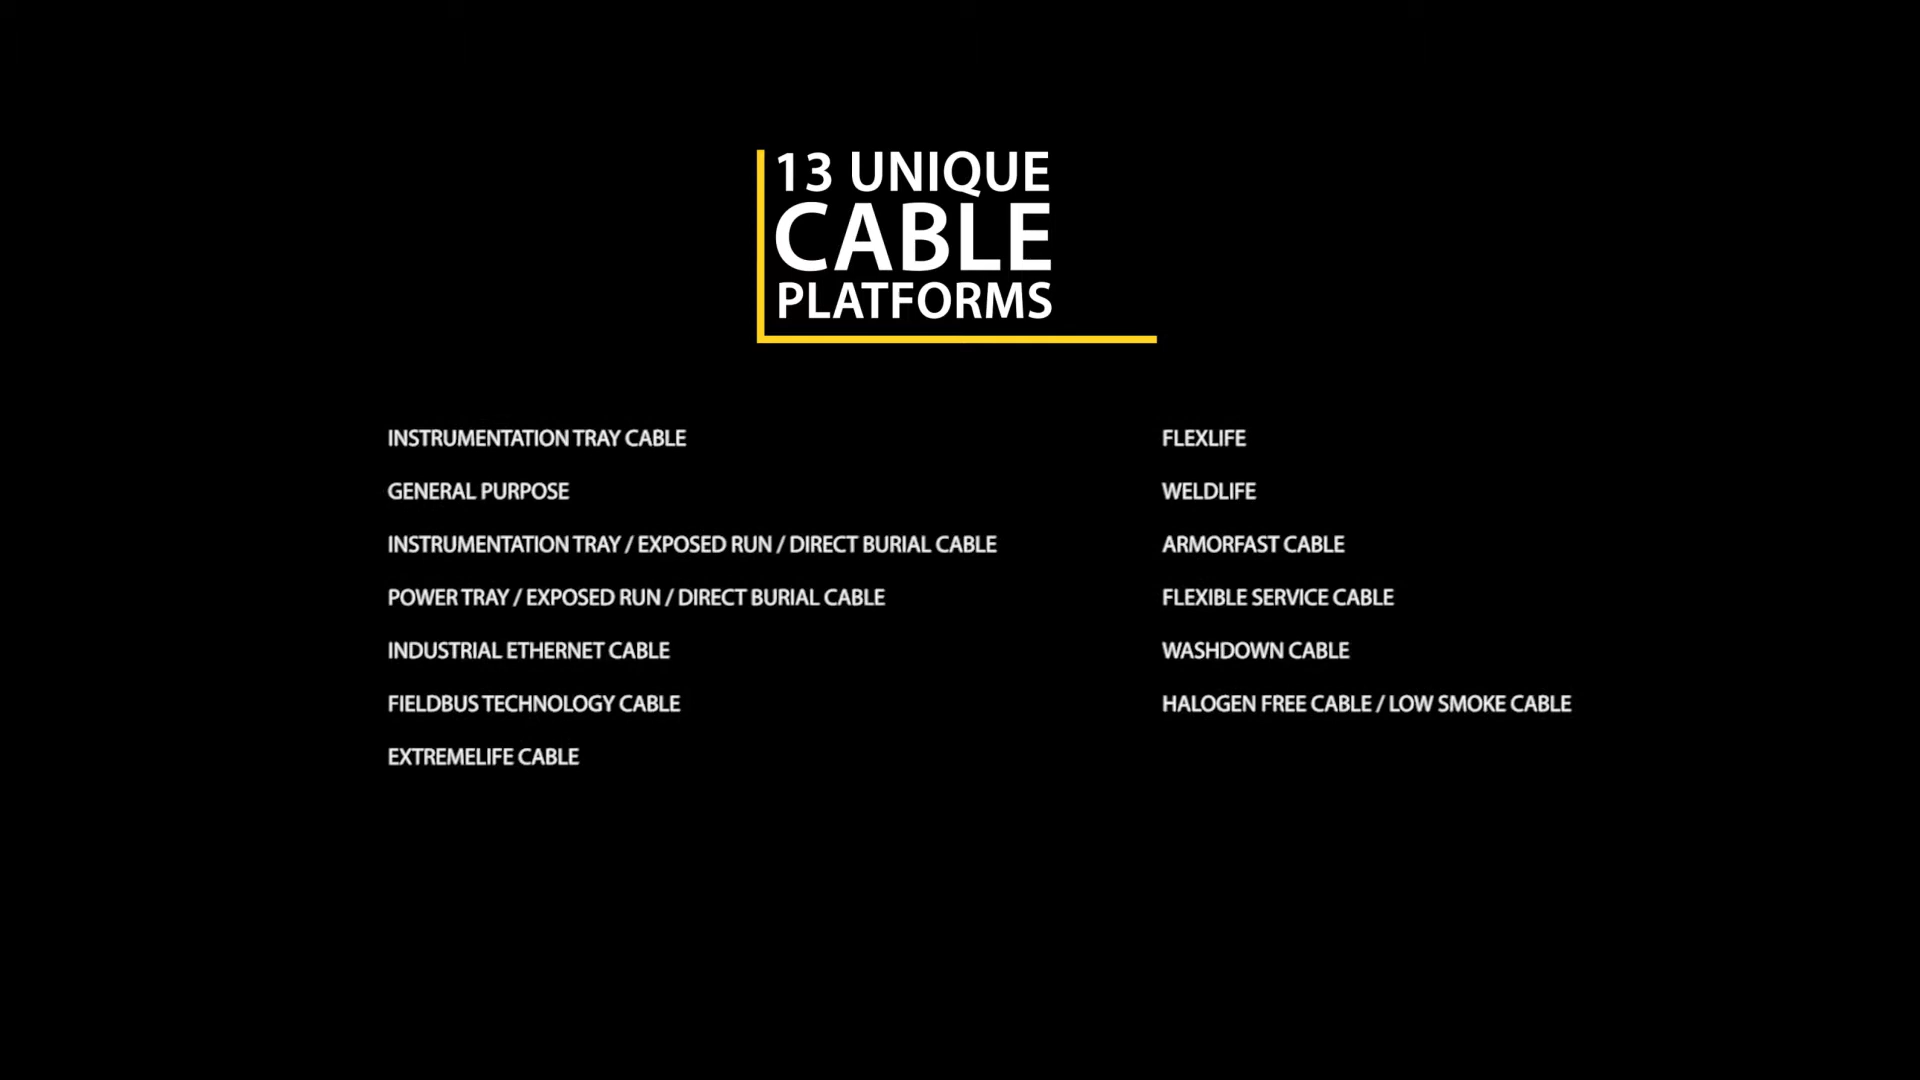 13 UNIQUE
CABLE
PLATFORMS
INSTRUMENTATION TRAY CABLE
GENERAL PURPOSE
INSTRUMENTATION TRAY / EXPOSED RUN / DIRECT BURIAL CABLE
POWER TRAY / EXPOSED RUN / DIRECT BURIAL CABLE
INDUSTRIAL ETHERNET CABLE
FIELDBUS TECHNOLOGY CABLE
EXTREMELIFE CABLE
FLEXLIFE
WELDLIFE
ARMORFAST CABLE
FLEXIBLE SERVICE CABLE
WASHDOWN CABLE
HALOGEN FREE CABLE / LOW SMOKE CABLE